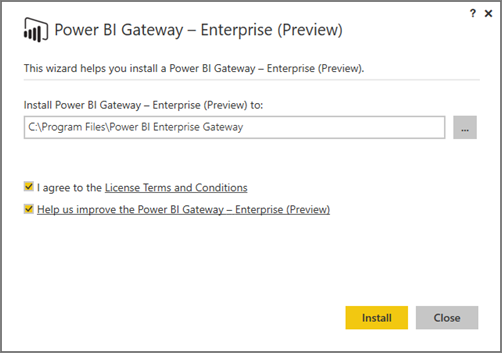 ? ×
Power BI Gateway – Enterprise (Preview)
This wizard helps you install a Power BI Gateway – Enterprise (Preview).
Install Power BI Gateway – Enterprise (Preview) to:
C:\Program Files\Power BI Enterprise Gateway
...
I agree to the License Terms and Conditions
Help us improve the Power BI Gateway – Enterprise (Preview)
Install Close